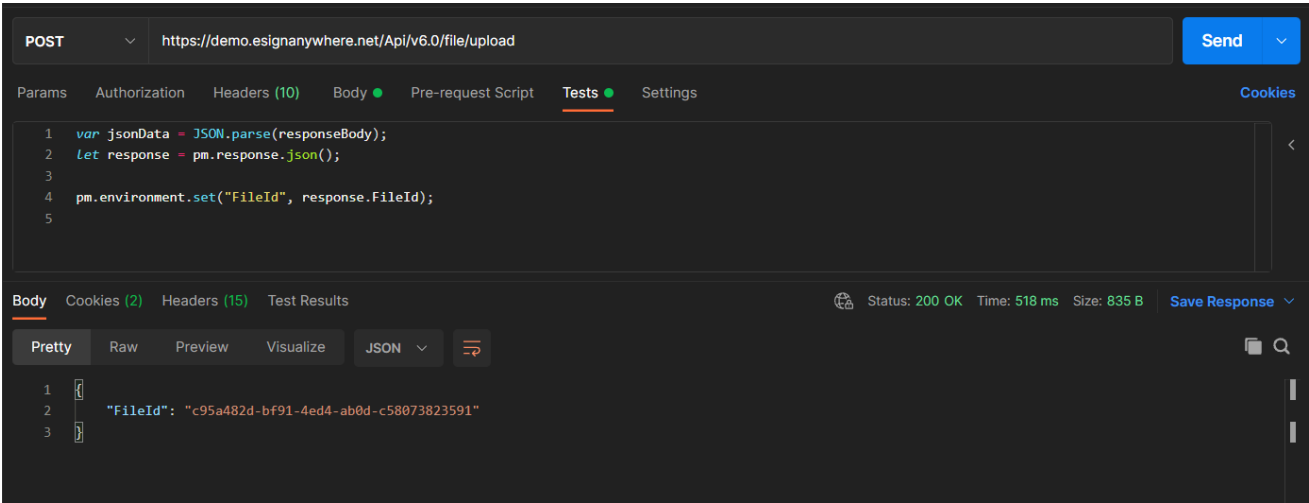 POST https://demo.esignanywhere.net/Api/v6.0/file/upload Send
Params Authorization Headers (10) Body Pre-request Script Tests Settings Cookies
1 var jsonData = JSON.parse(responseBody);
2 let response = pm.response.json();
3
4 pm.environment.set("FileId", response.FileId);
5
Body Cookies (2) Headers (15) Test Results Status: 200 OK Time: 518 ms Size: 835 B Save Response
Pretty Raw Preview Visualize JSON
1 {
2 "FileId": "c95a482d-bf91-4ed4-ab0d-c58073823591"
3 }